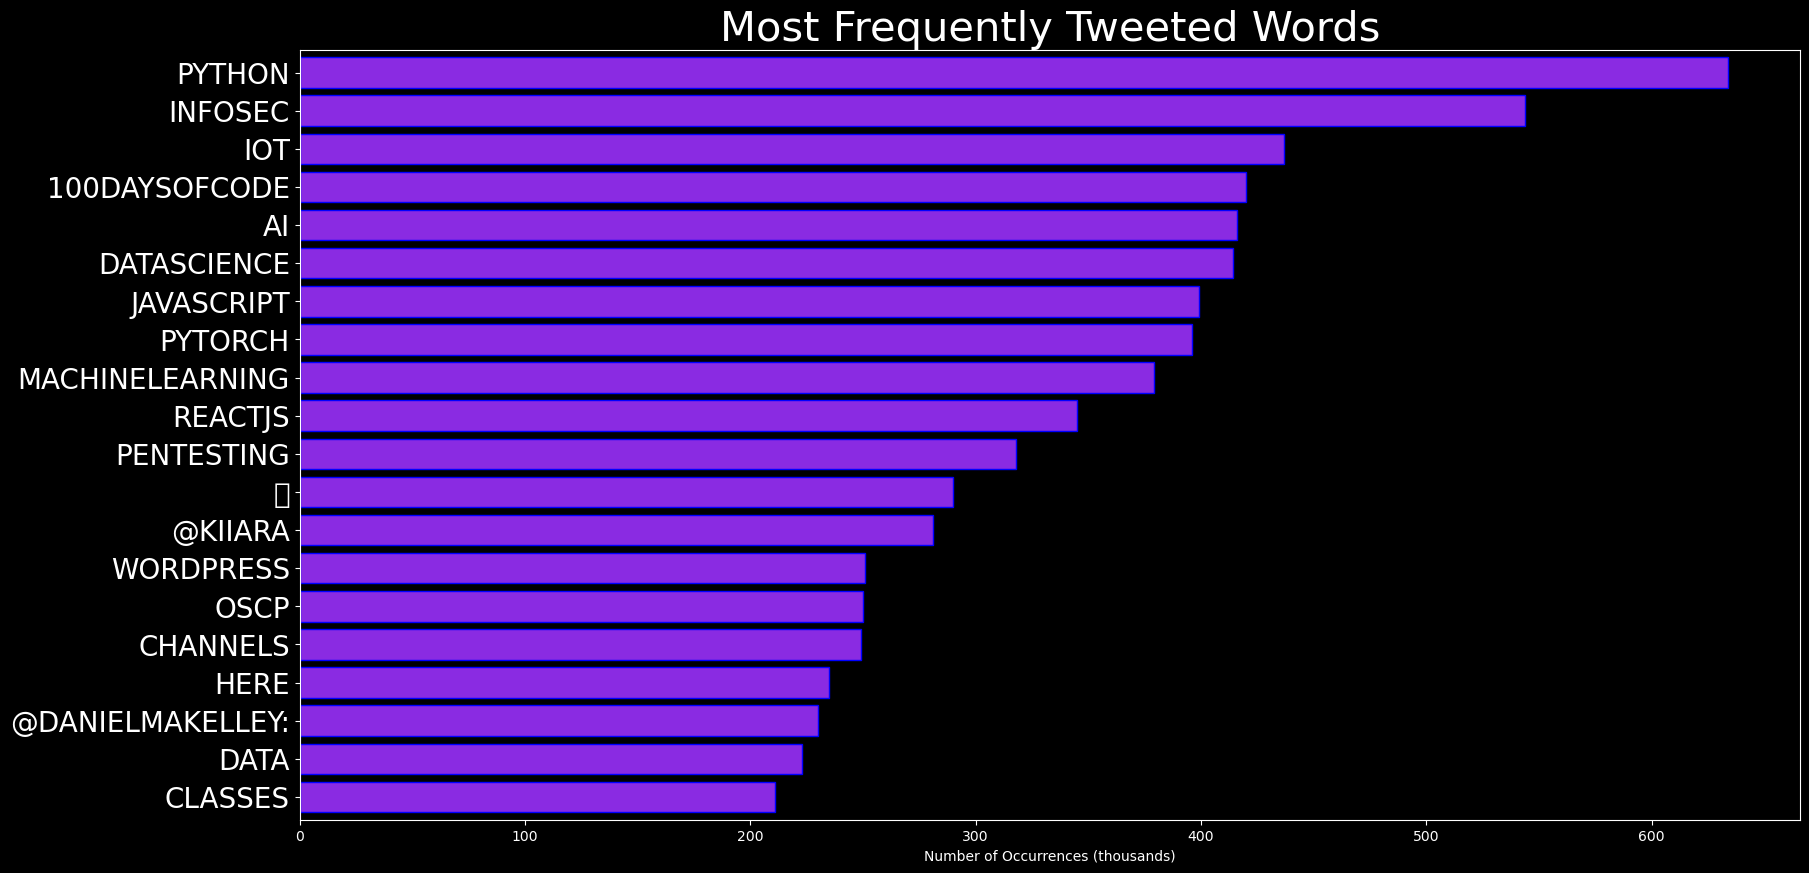 Most Frequently Tweeted Words
PYTHON
INFOSEC
IOT
100DAYSOFCODE
AI
DATASCIENCE
JAVASCRIPT
PYTORCH
MACHINELEARNING
REACTJS
PENTESTING
@KIIARA
WORDPRESS
OSCP
CHANNELS
HERE
@DANIELMAKELLEY:
DATA
CLASSES
0 100 200 300 400 500 600
Number of Occurrences (thousands)